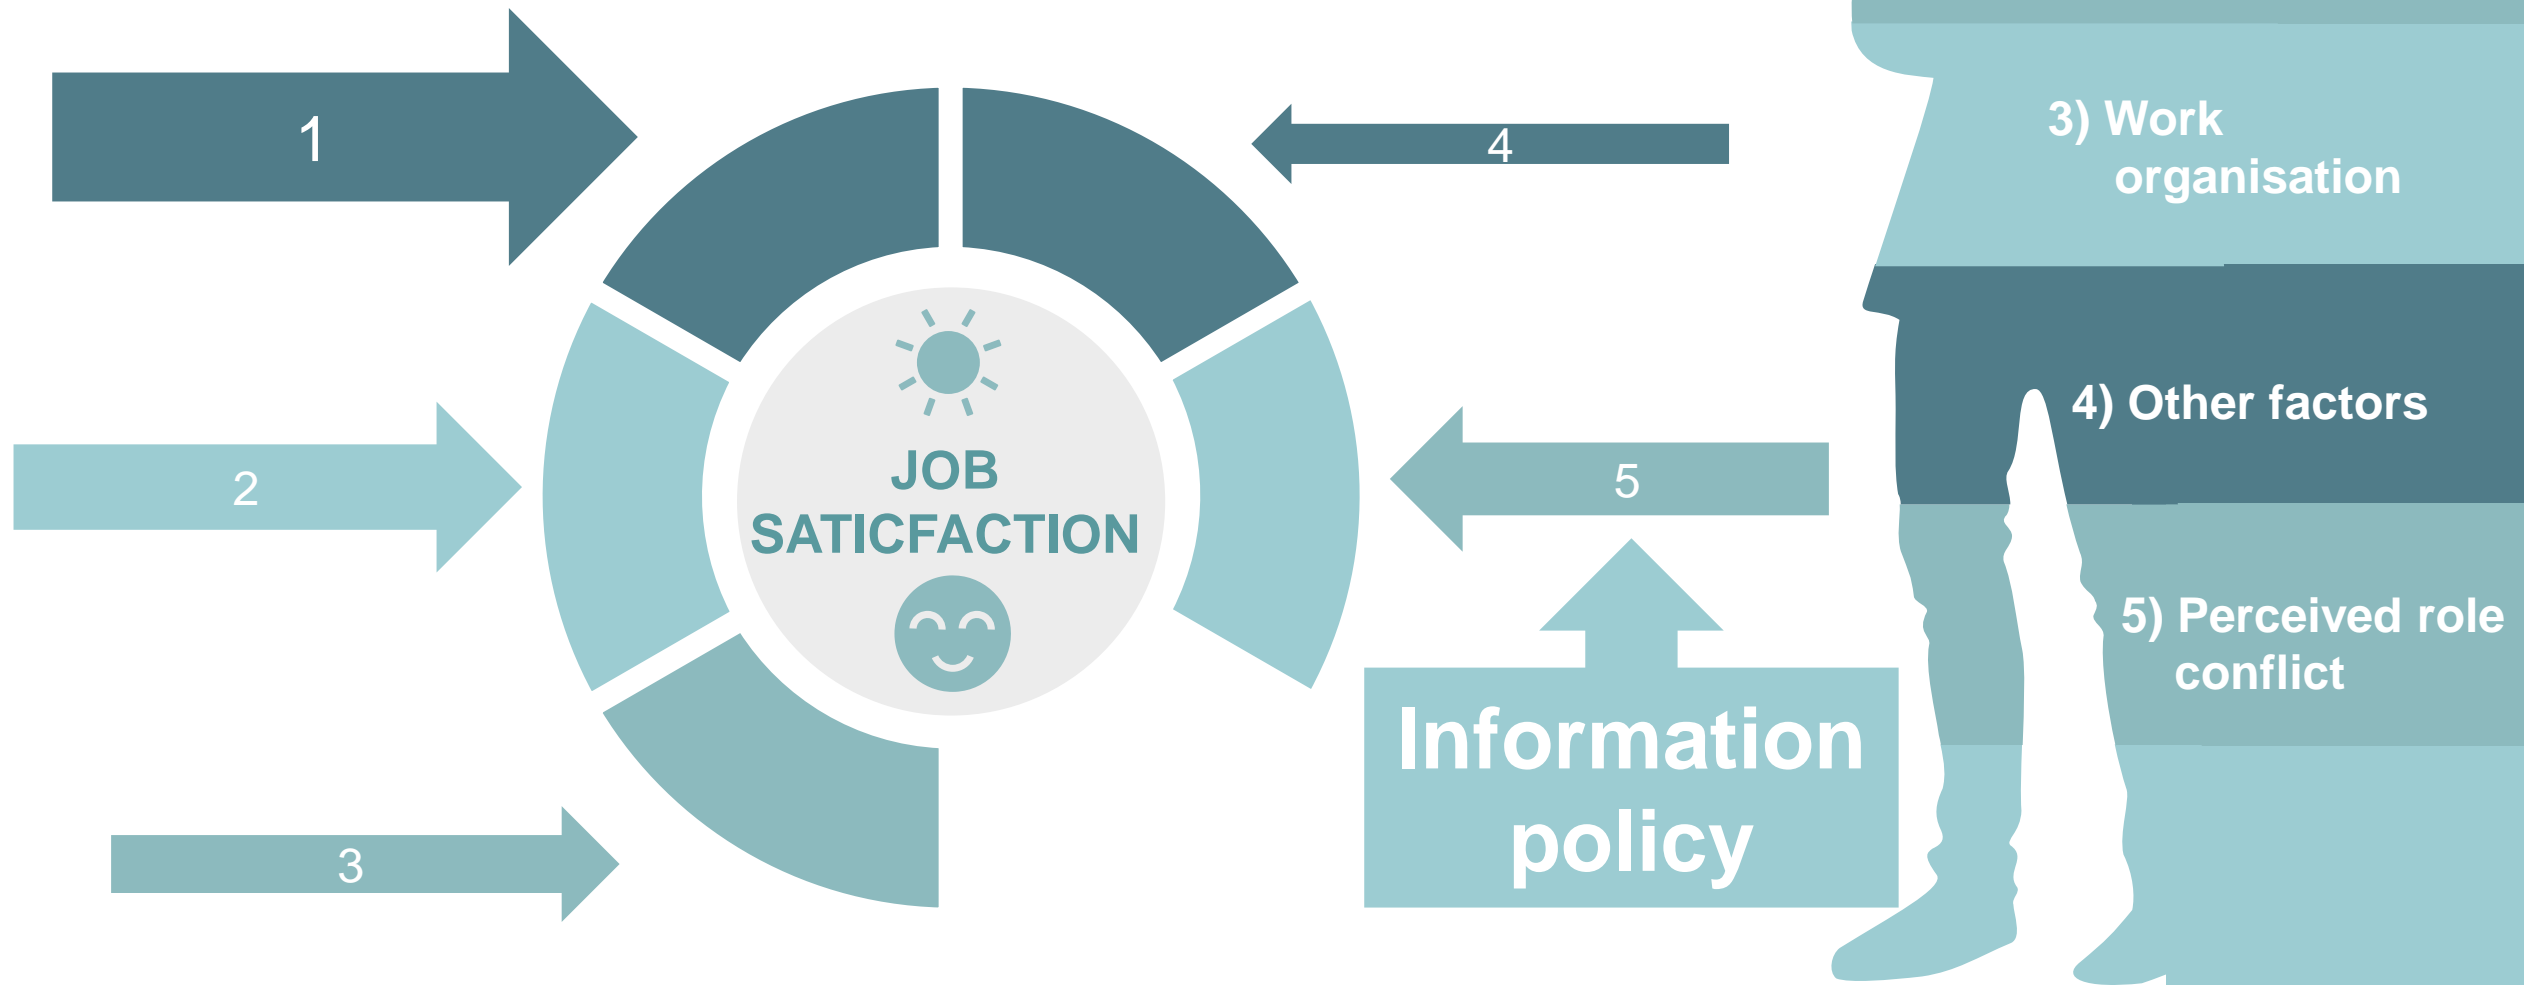 1
2
3
JOB
SATICFACTION
4
5
Information
policy
3) Work
organisation
4) Other factors
5) Perceived role
conflict